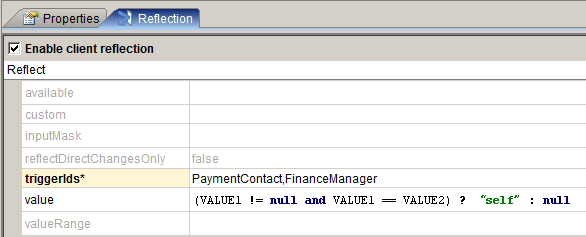 Properties Reflection
Enable client reflection
Reflect
available
custom
inputMask
reflectDirectChangesOnly false
triggerIds* PaymentContact,FinanceManager
value (VALUE1 != null and VALUE1 == VALUE2) ? “self” : null
valueRange